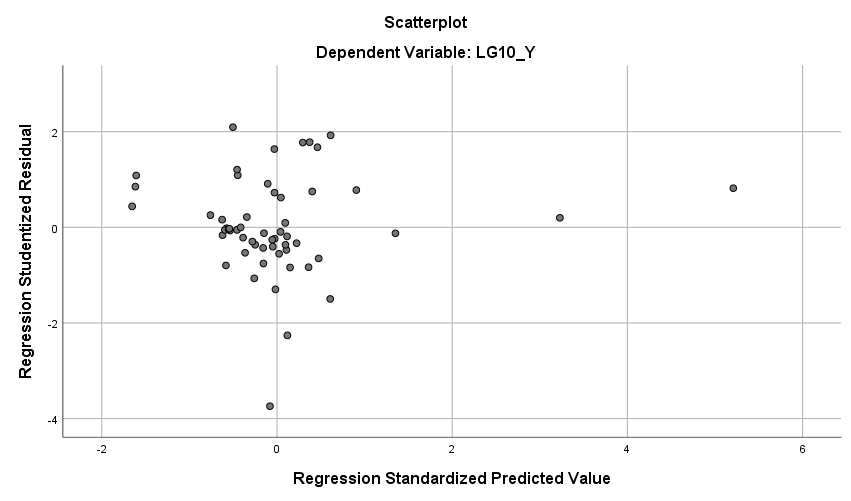 Scatterplot
Dependent Variable: LG10_Y
Regression Studentized Residual
2
0
-2
-4
-2
0
2
4
6
Regression Standardized Predicted Value